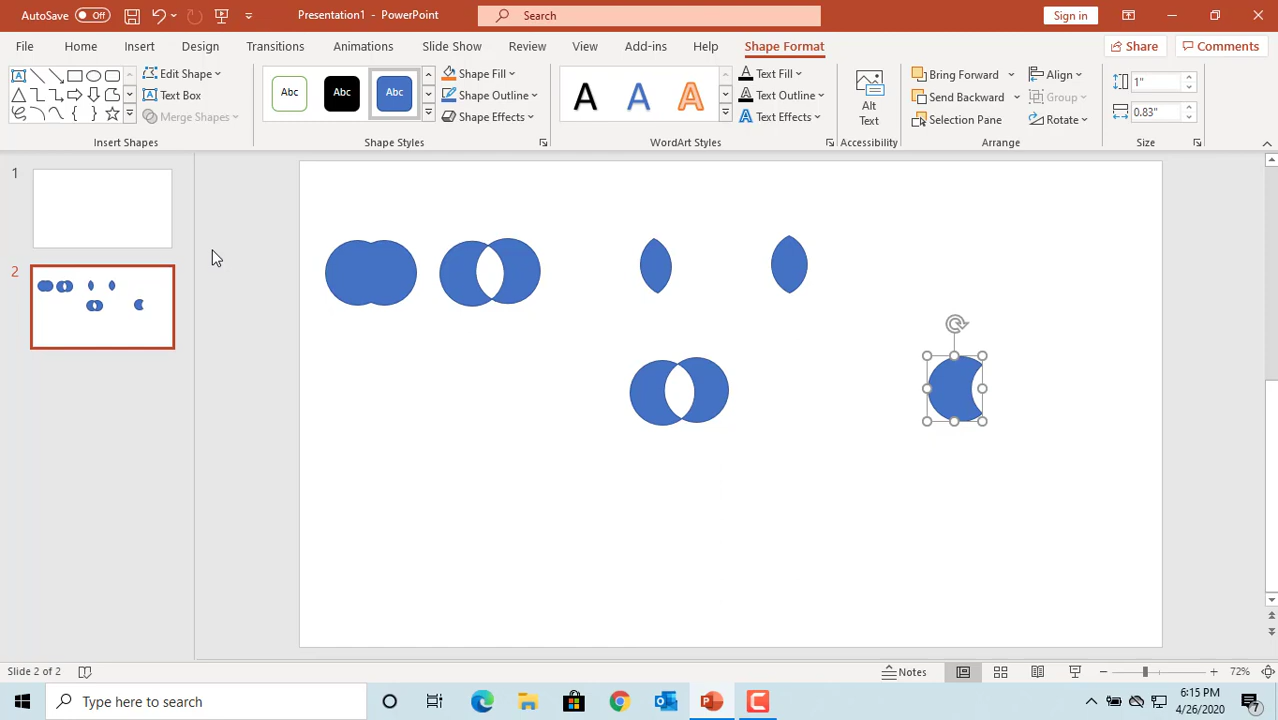 AutoSave Off Presentation1 - PowerPoint Search Sign in
File Home Insert Design Transitions Animations Slide Show Review View Add-ins Help Shape Format Share Comments
Edit Shape
Text Box
Merge Shapes
Insert Shapes
Abc Abc Abc
Shape Fill
Shape Outline
Shape Effects
Shape Styles
A A A
Text Fill
Text Outline
Text Effects
WordArt Styles
Alt
Text
Accessibility
Bring Forward
Send Backward
Selection Pane
Align
Group
Rotate
Arrange
1"
0.83"
Size
1
2
Slide 2 of 2 Notes 72%
Type here to search
6:15 PM
4/26/2020
7